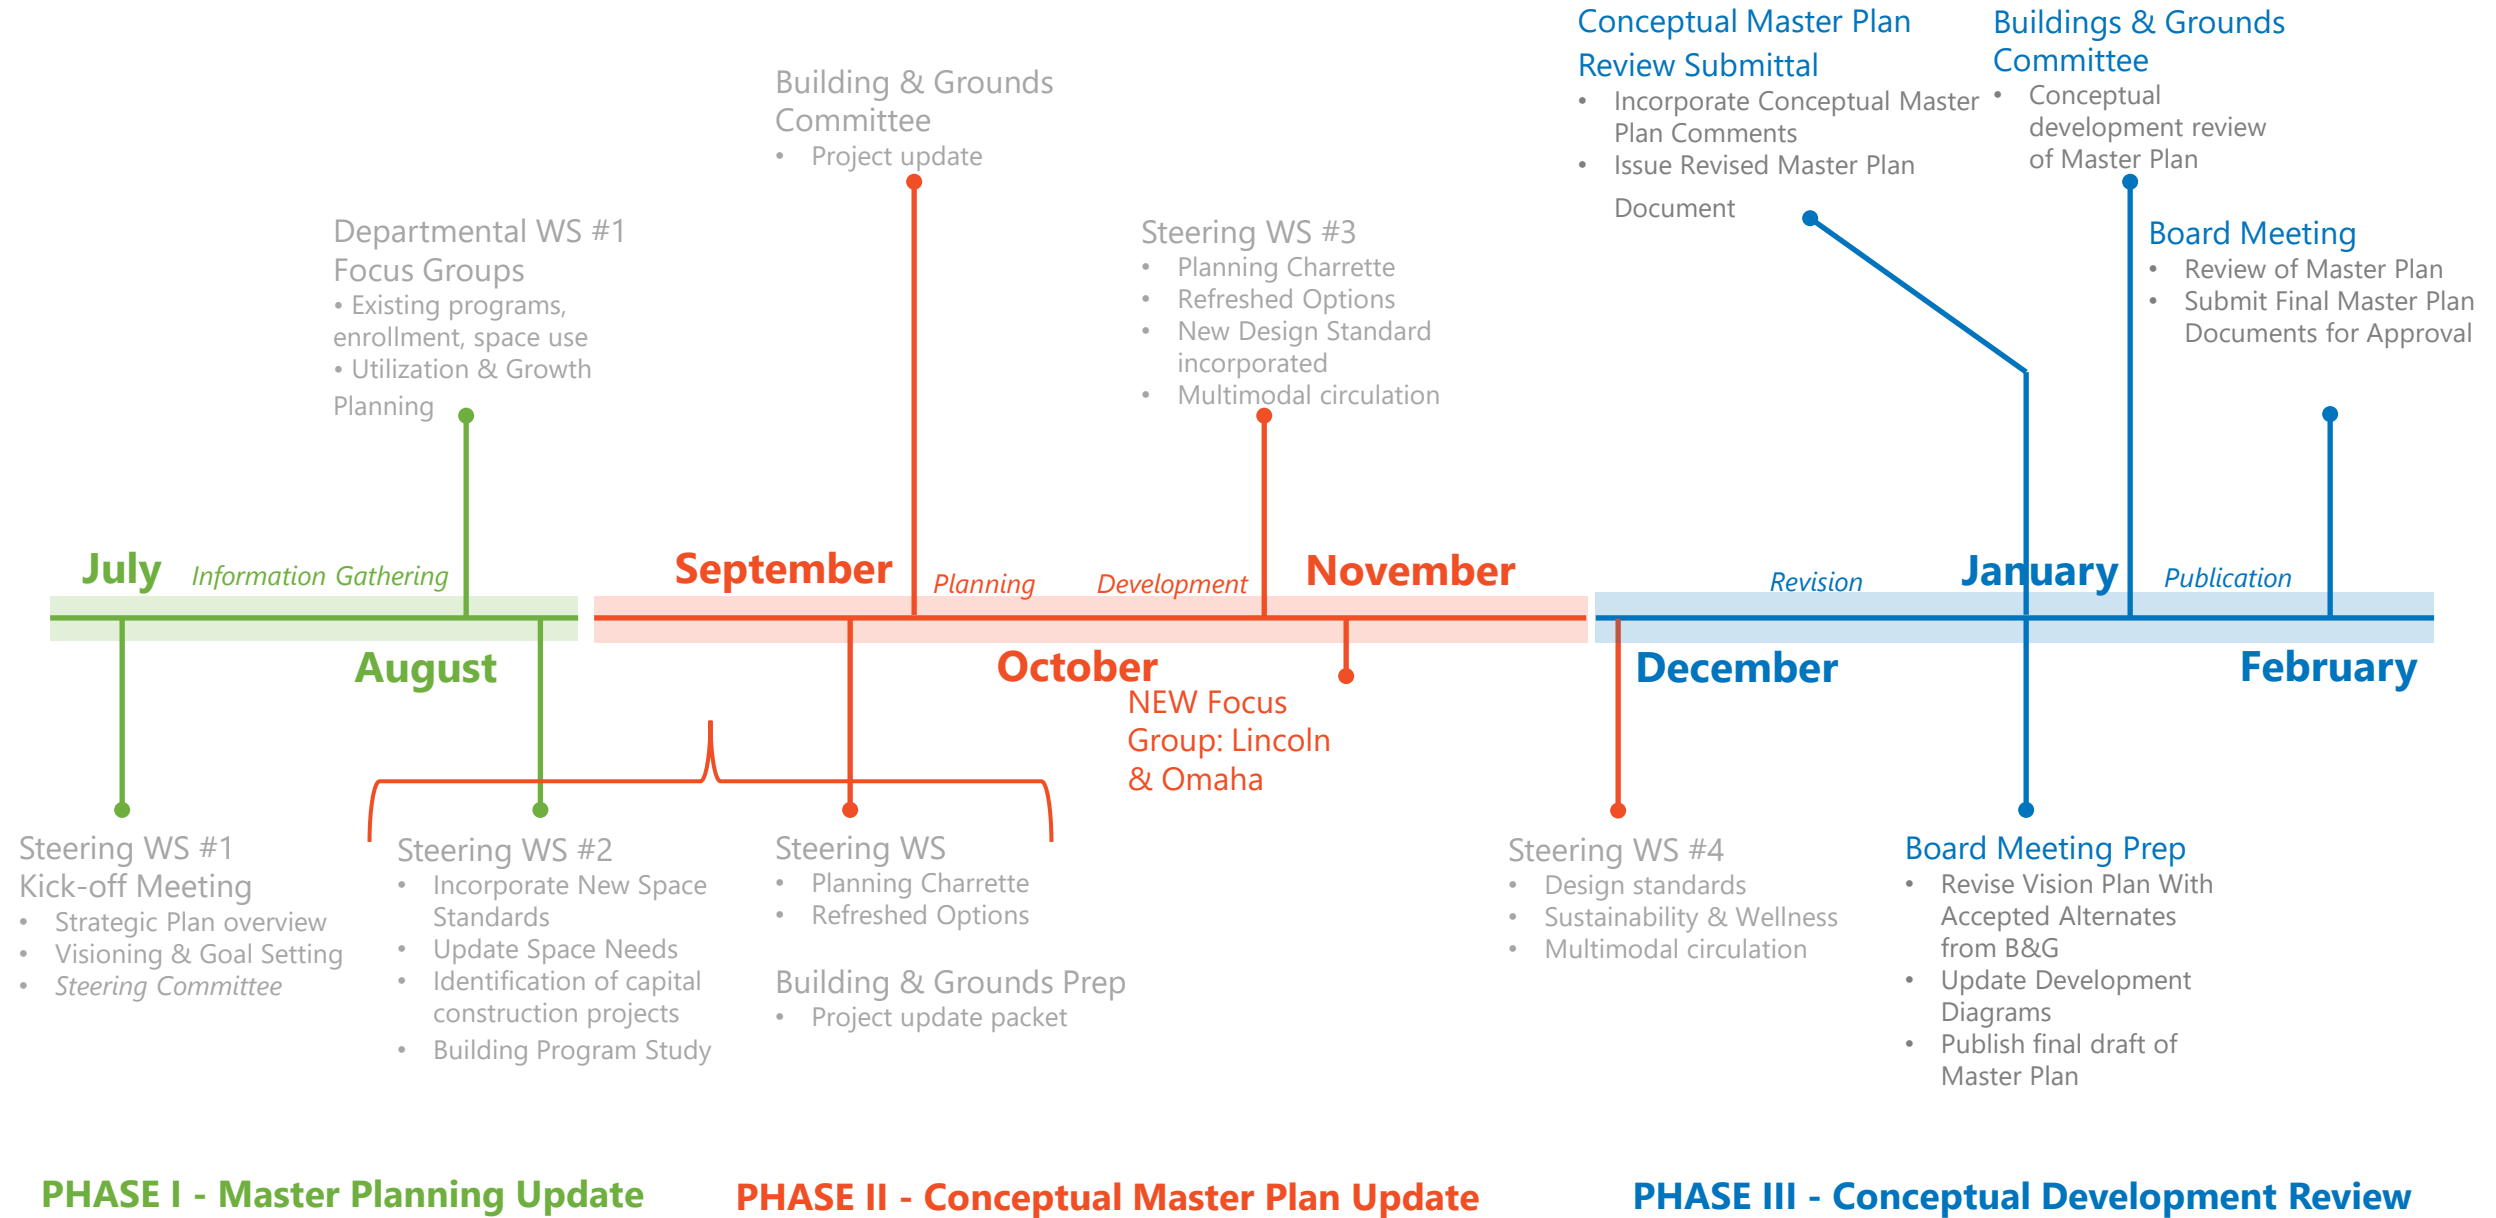 Conceptual Master Plan
Review Submittal
• Incorporate Conceptual Master
Plan Comments
• Issue Revised Master Plan
Document
Buildings & Grounds
Committee
• Conceptual
development review
of Master Plan
Building & Grounds
Committee
• Project update
Departmental WS #1
Focus Groups
• Existing programs,
enrollment, space use
• Utilization & Growth
Planning
Steering WS #3
• Planning Charrette
• Refreshed Options
• New Design Standard
incorporated
• Multimodal circulation
Board Meeting
• Review of Master Plan
• Submit Final Master Plan
Documents for Approval
July
Information Gathering
September
Planning
Development
November
Revision
January
Publication
August
October
December
February
NEW Focus
Group: Lincoln
& Omaha
Steering WS #1
Kick-off Meeting
• Strategic Plan overview
• Visioning & Goal Setting
• Steering Committee
Steering WS #2
• Incorporate New Space
Standards
• Update Space Needs
• Identification of capital
construction projects
• Building Program Study
Steering WS
• Planning Charrette
• Refreshed Options
Building & Grounds Prep
• Project update packet
Steering WS #4
• Design standards
• Sustainability & Wellness
• Multimodal circulation
Board Meeting Prep
• Revise Vision Plan With
Accepted Alternates
from B&G
• Update Development
Diagrams
• Publish final draft of
Master Plan
PHASE I - Master Planning Update
PHASE II - Conceptual Master Plan Update
PHASE III - Conceptual Development Review